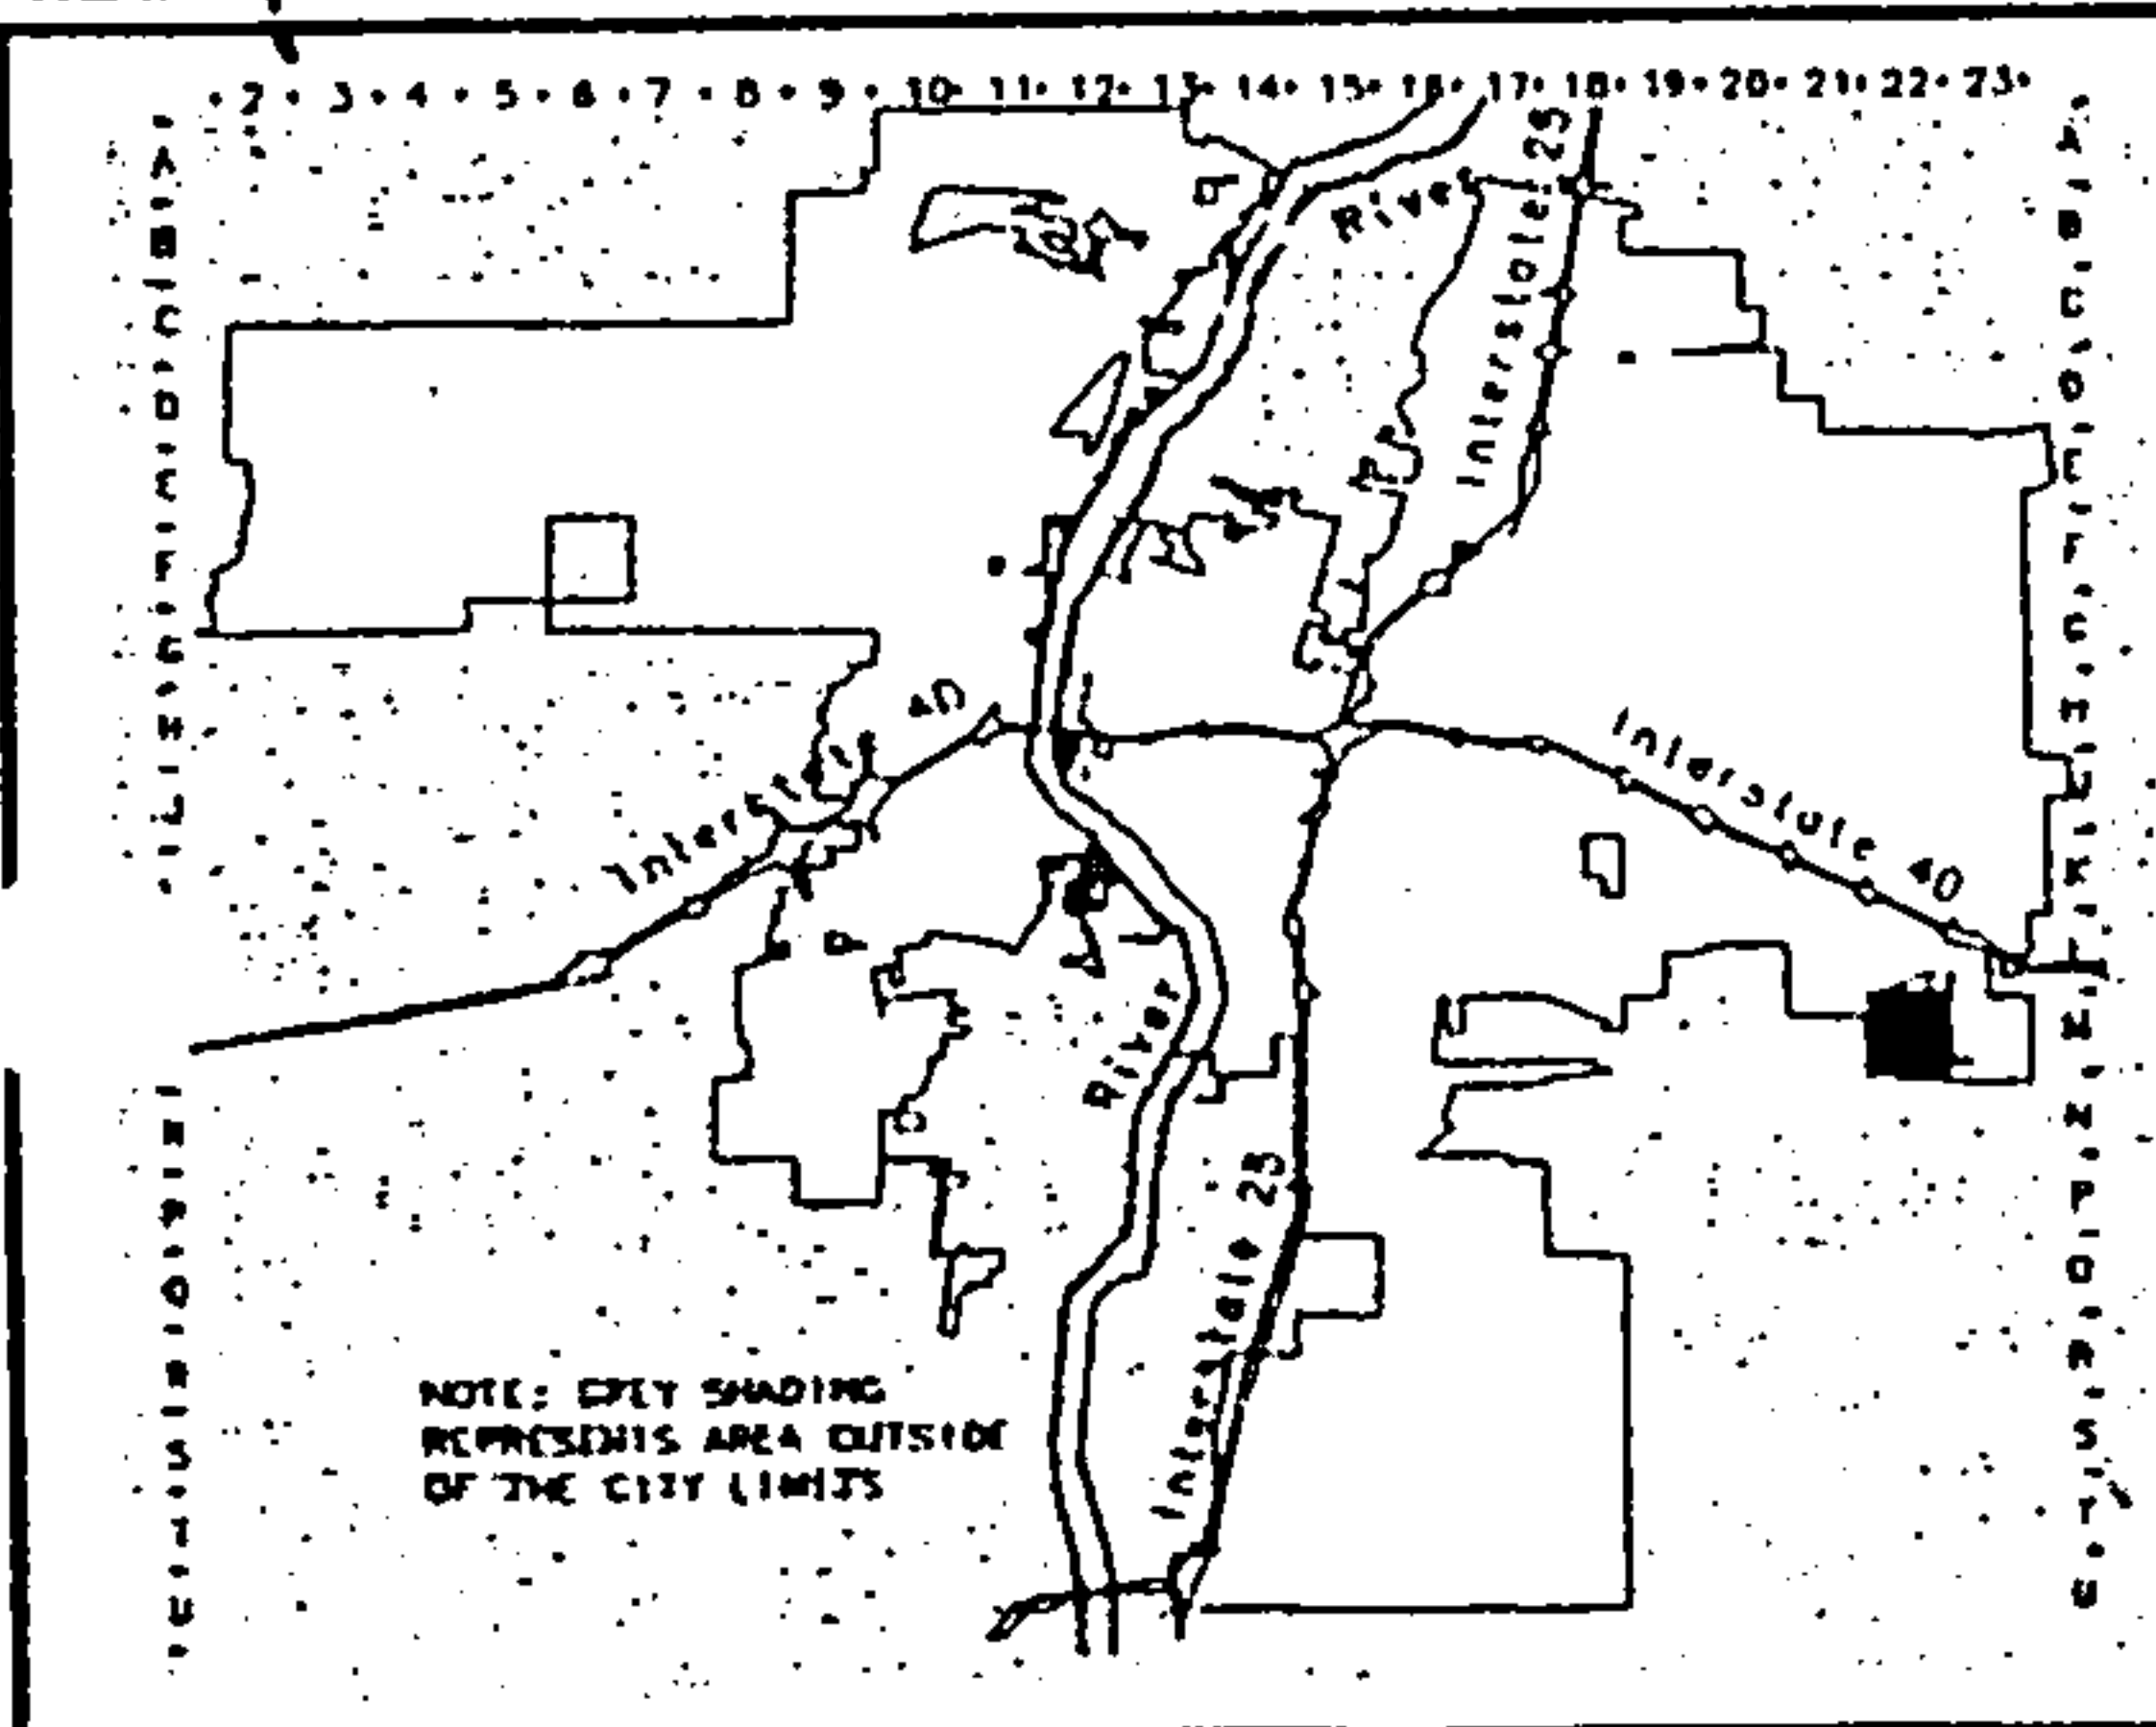 2 • 3 • 4 • 5 • 6 • 7 • 8 • 9 • 10 • 11 • 12 • 13 • 14 • 15 • 16 • 17 • 18 • 19 • 20 • 21 • 22 • 23 •
A
B
C
D
E
F
G
H
J
N
P
Q
R
S
T
U
A
B
C
D
E
F
G
H
J
K
L
M
N
P
Q
R
S
T
U
River
Interstate 25
Interstate 40
Interstate 40
River
Interstate 25
NOTE: GREY SHADING
REPRESENTS AREA OUTSIDE
OF THE CITY LIMITS